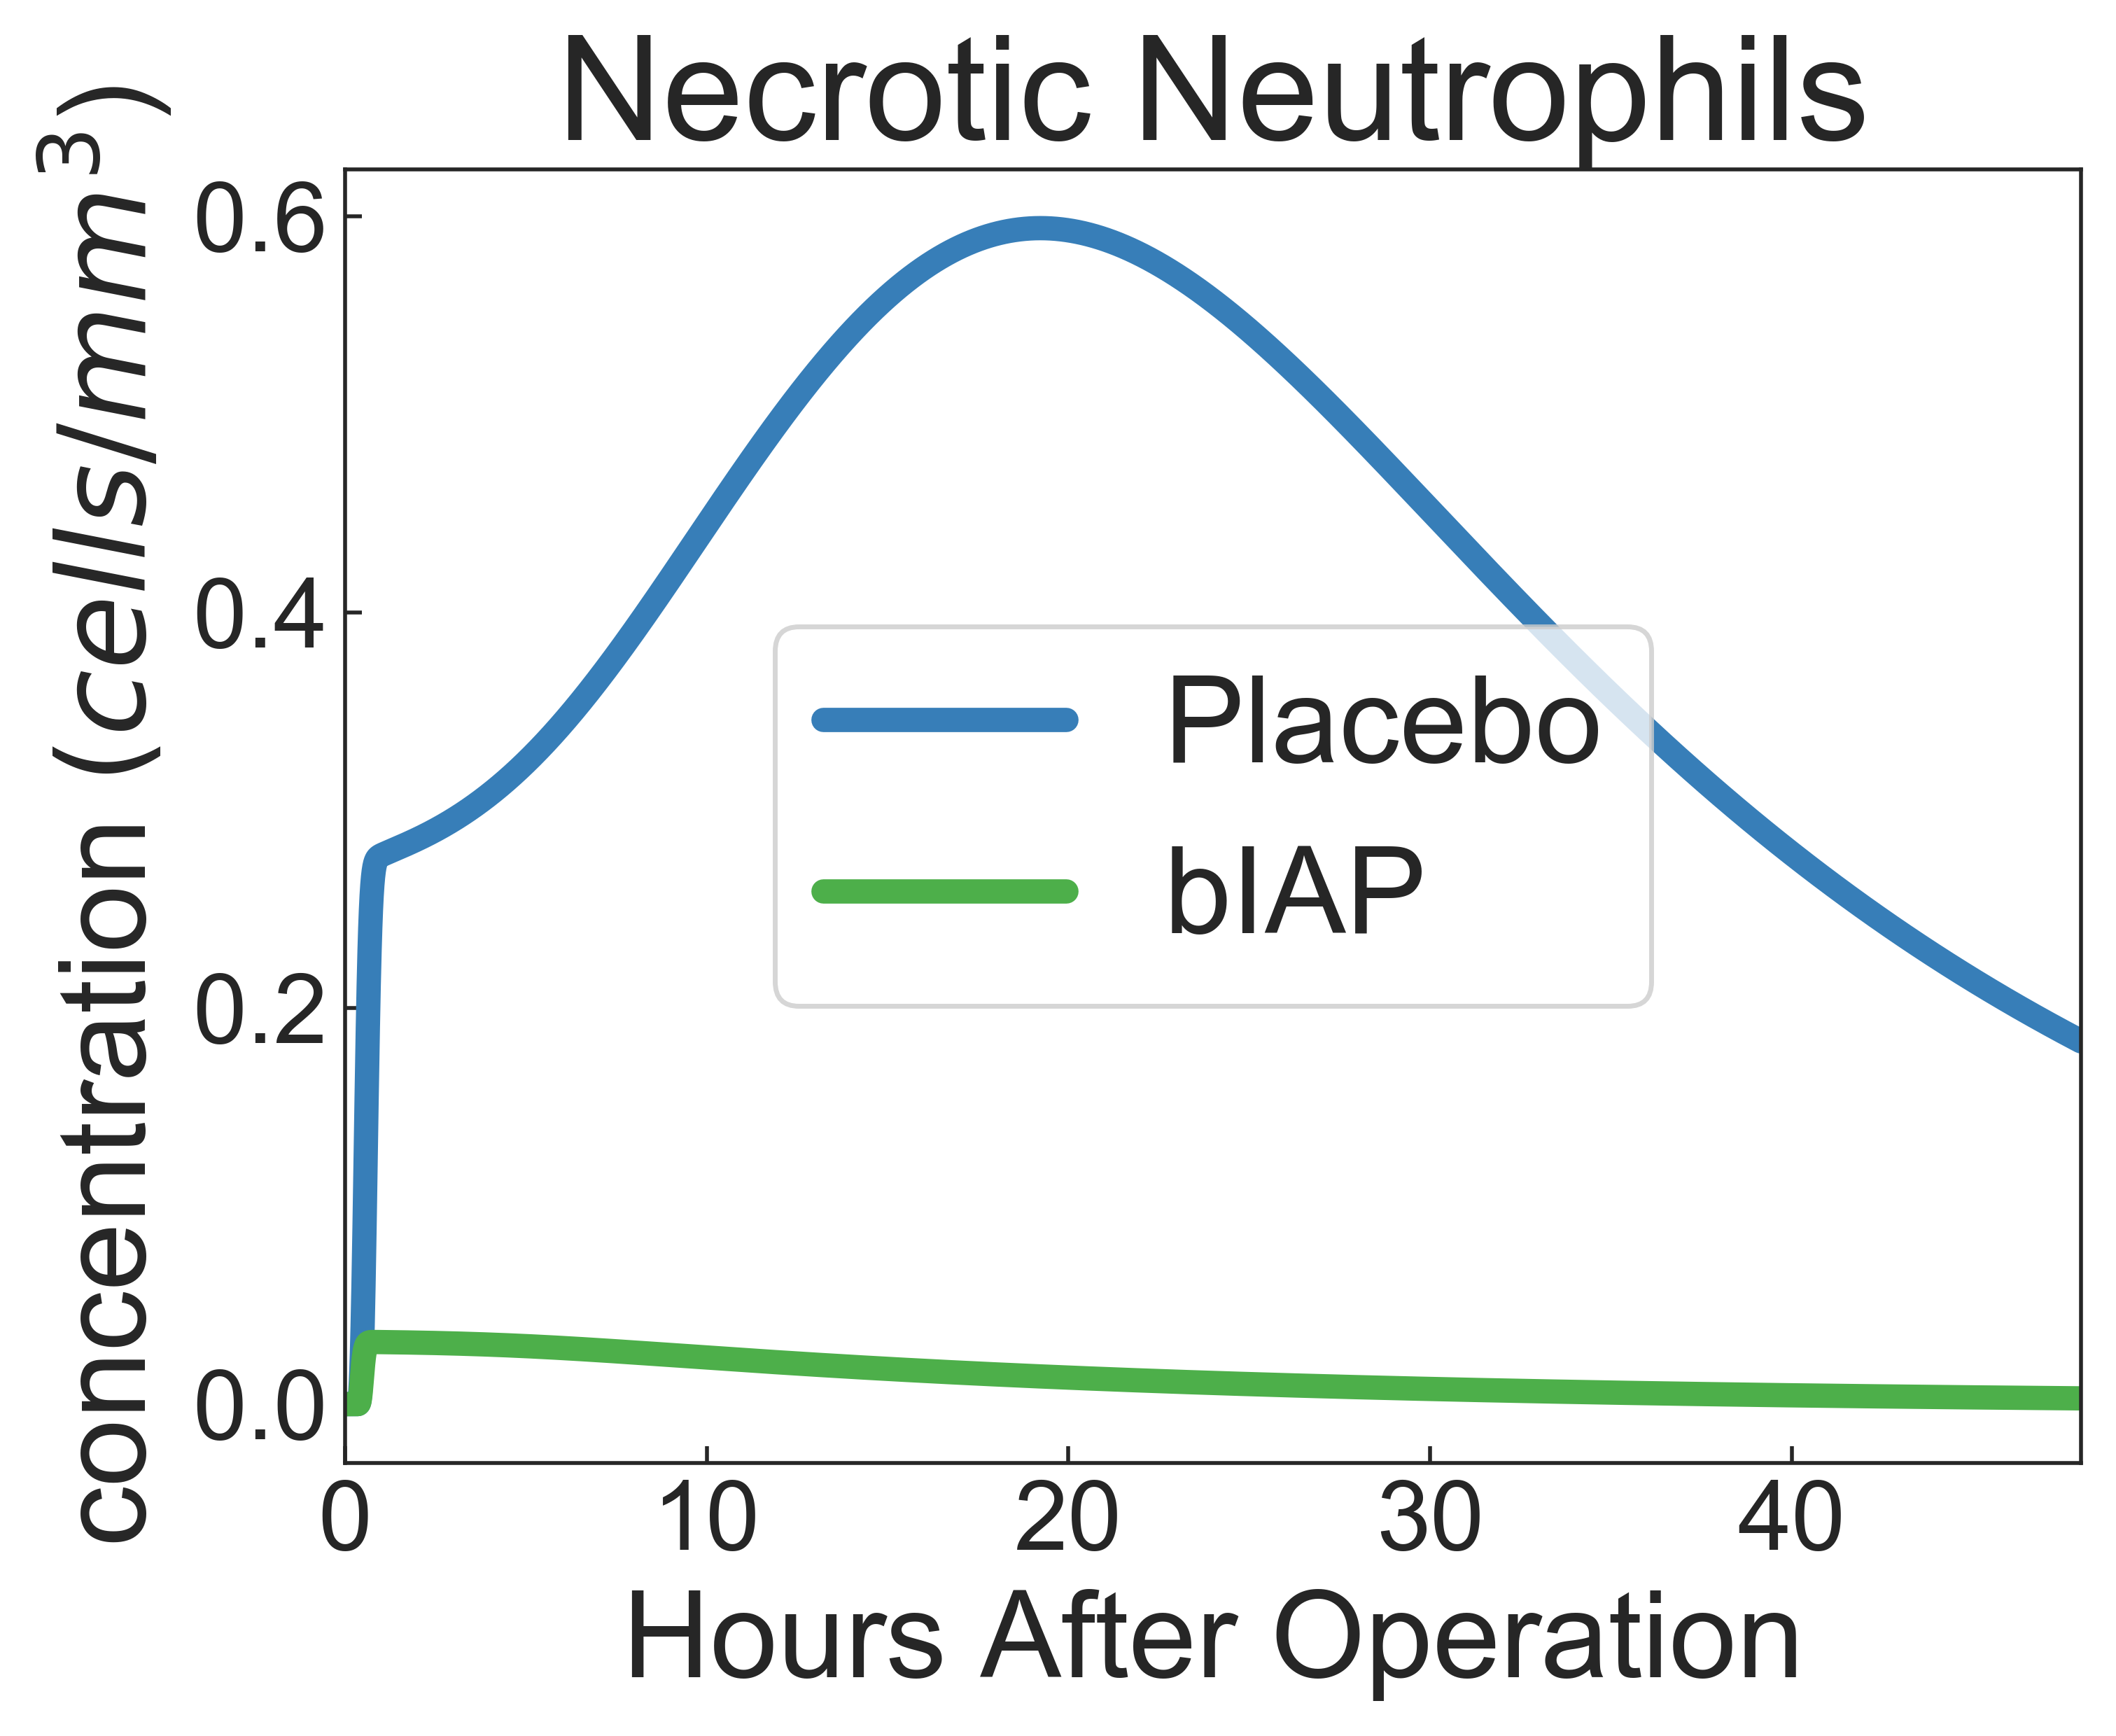 Necrotic Neutrophils
concentration (cells/mm³)
0.6
0.4
0.2
0.0
Placebo
bIAP
0
10
20
30
40
Hours After Operation